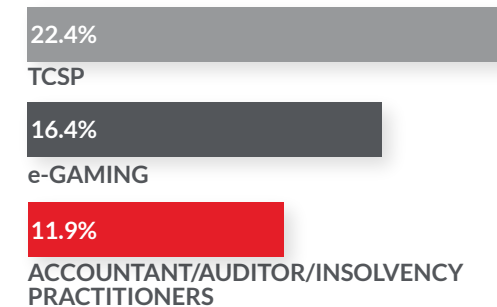 22.4%
TCSP
16.4%
e-GAMING
11.9%
ACCOUNTANT/AUDITOR/INSOLVENCY
PRACTITIONERS